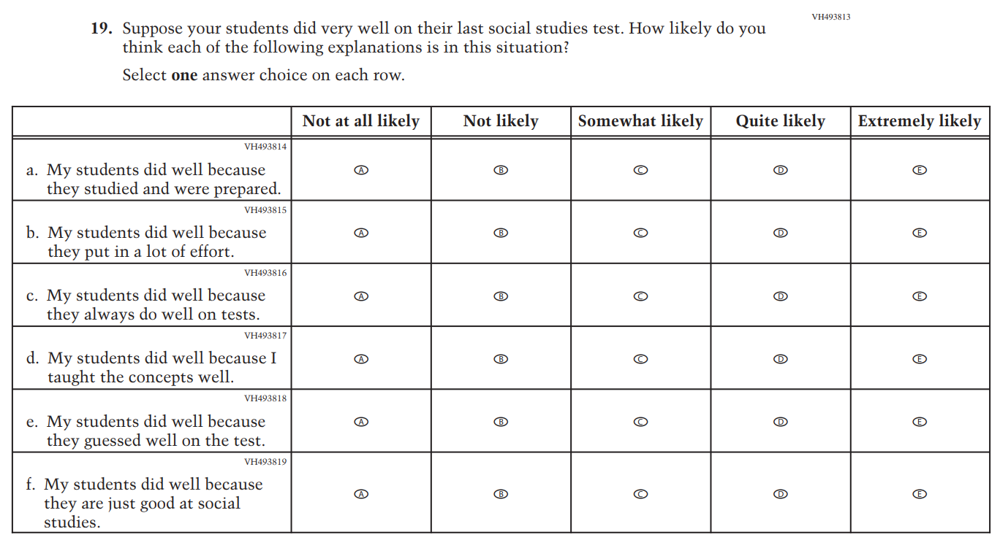 VH493813
19. Suppose your students did very well on their last social studies test. How likely do you
think each of the following explanations is in this situation?
Select one answer choice on each row.
Not at all likely Not likely Somewhat likely Quite likely Extremely likely
VH493814
a. My students did well because
they studied and were prepared.
A B C D E
VH493815
b. My students did well because
they put in a lot of effort.
A B C D E
VH493816
c. My students did well because
they always do well on tests.
A B C D E
VH493817
d. My students did well because I
taught the concepts well.
A B C D E
VH493818
e. My students did well because
they guessed well on the test.
A B C D E
VH493819
f. My students did well because
they are just good at social
studies.
A B C D E